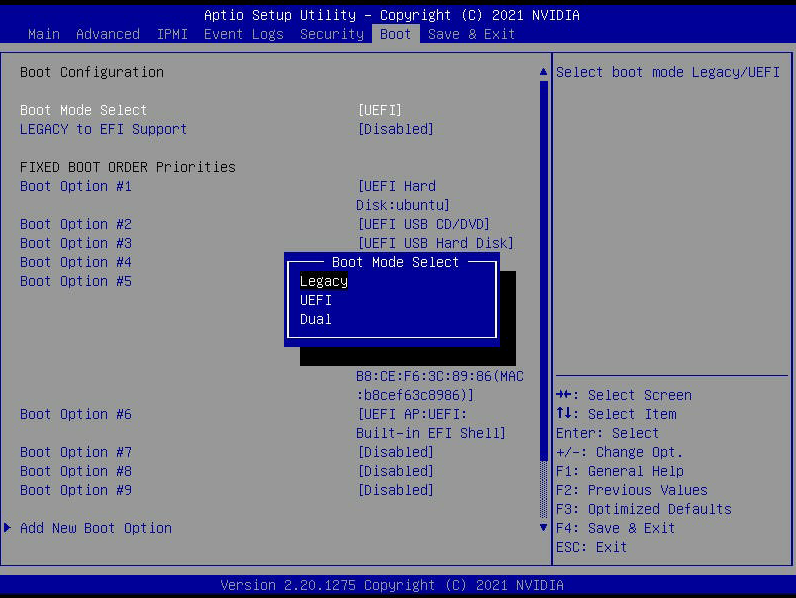 Aptio Setup Utility – Copyright (C) 2021 NVIDIA
Main Advanced IPMI Event Logs Security Boot Save & Exit
Boot Configuration
Select boot mode Legacy/UEFI
Boot Mode Select [UEFI]
LEGACY to EFI Support [Disabled]
FIXED BOOT ORDER Priorities
Boot Option #1 [UEFI Hard
Disk:ubuntu]
Boot Option #2 [UEFI USB CD/DVD]
Boot Option #3 [UEFI USB Hard Disk]
Boot Option #4
Boot Option #5
Boot Mode Select
Legacy
UEFI
Dual
B8:CE:F6:3C:89:86(MAC
:b8cef63c8986)]
Boot Option #6 [UEFI AP:UEFI:
Built-in EFI Shell]
Boot Option #7 [Disabled]
Boot Option #8 [Disabled]
Boot Option #9 [Disabled]
Add New Boot Option
→←: Select Screen
↑↓: Select Item
Enter: Select
+/-: Change Opt.
F1: General Help
F2: Previous Values
F3: Optimized Defaults
F4: Save & Exit
ESC: Exit
Version 2.20.1275 Copyright (C) 2021 NVIDIA